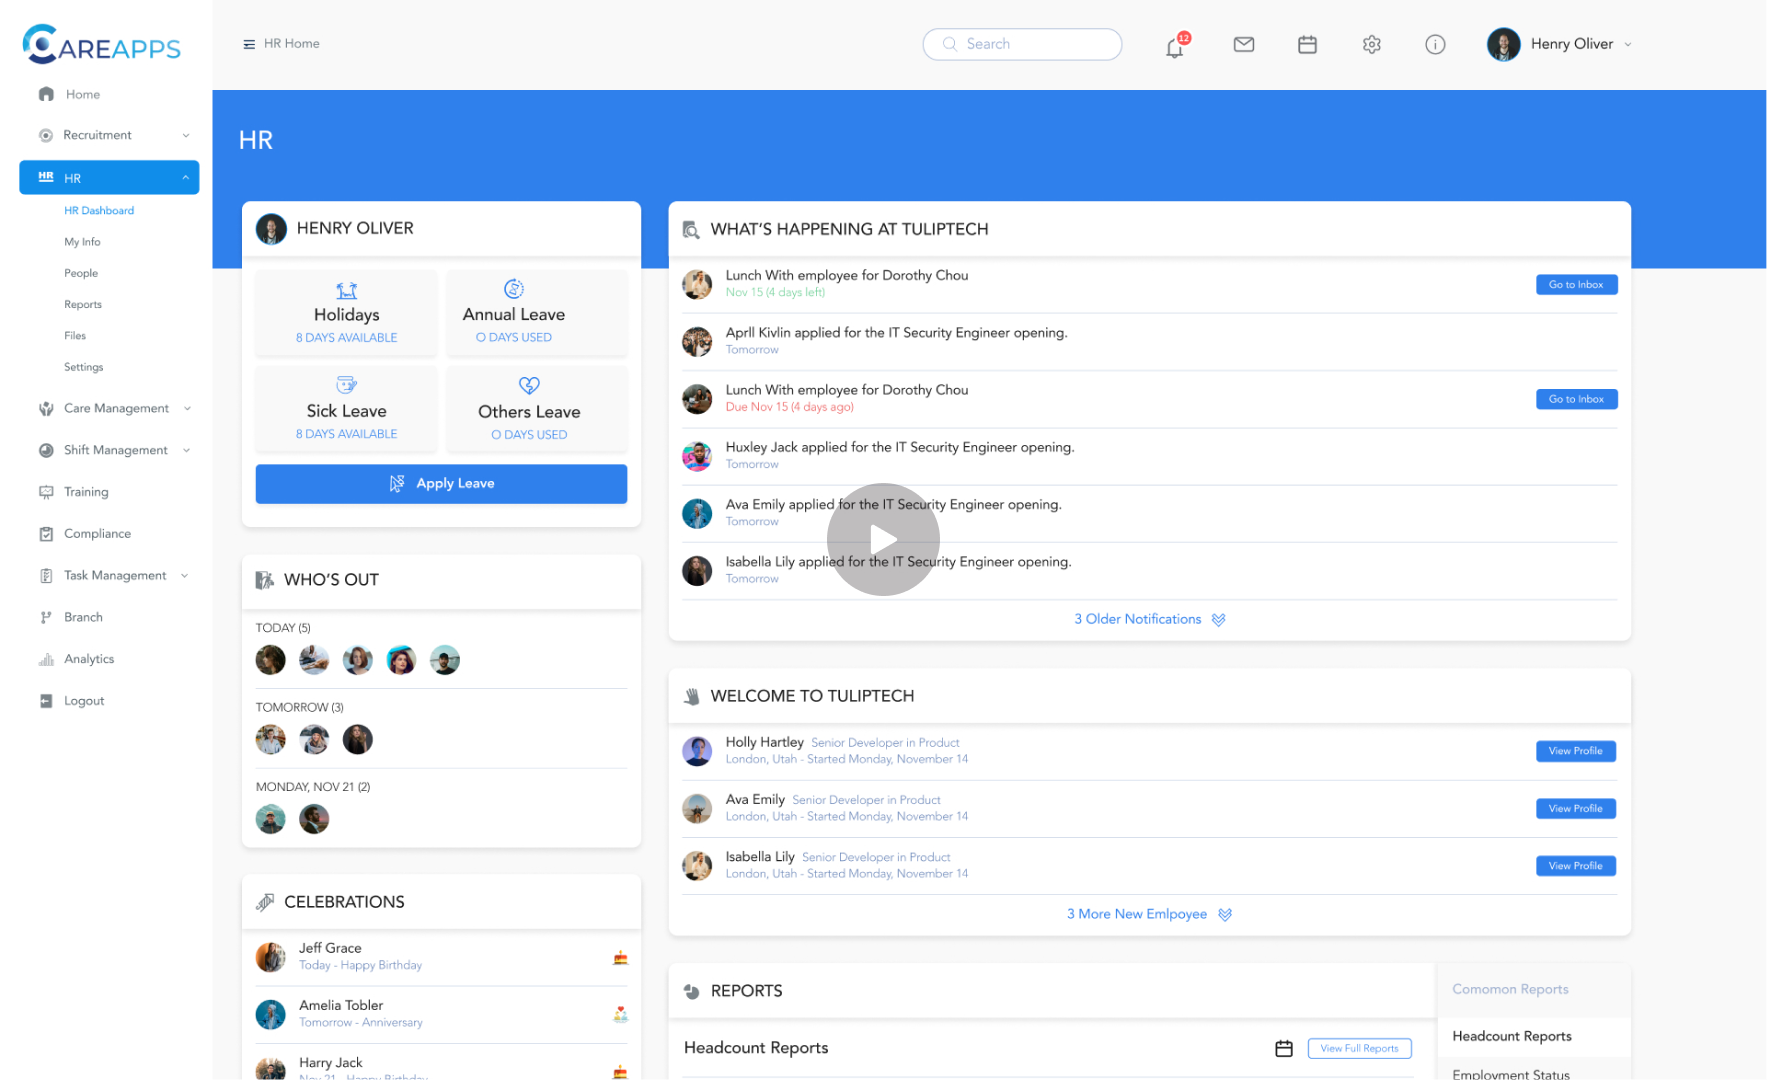 CAREAPPS
Home
Recruitment
HR HR
HR Dashboard
My Info
People
Reports
Files
Settings
Care Management
Shift Management
Training
Compliance
Task Management
Branch
Analytics
Logout
HR Home
Search
12
Henry Oliver
HR
HENRY OLIVER
Holidays
8 DAYS AVAILABLE
Annual Leave
O DAYS USED
Sick Leave
8 DAYS AVAILABLE
Others Leave
O DAYS USED
Apply Leave
WHO'S OUT
TODAY (5)
TOMORROW (3)
MONDAY, NOV 21 (2)
CELEBRATIONS
Jeff Grace
Today - Happy Birthday
Amelia Tobler
Tomorrow - Anniversary
Harry Jack
Nov 21 - Happy Birthday
WHAT'S HAPPENING AT TULIPTECH
Lunch With employee for Dorothy Chou
Nov 15 (4 days left)
Go to Inbox
Aprll Kivlin applied for the IT Security Engineer opening.
Tomorrow
Lunch With employee for Dorothy Chou
Due Nov 15 (4 days ago)
Go to Inbox
Huxley Jack applied for the IT Security Engineer opening.
Tomorrow
Ava Emily applied for the IT Security Engineer opening.
Tomorrow
Isabella Lily applied for the IT Security Engineer opening.
Tomorrow
3 Older Notifications
WELCOME TO TULIPTECH
Holly Hartley Senior Developer in Product
London, Utah - Started Monday, November 14
View Profile
Ava Emily Senior Developer in Product
London, Utah - Started Monday, November 14
View Profile
Isabella Lily Senior Developer in Product
London, Utah - Started Monday, November 14
View Profile
3 More New Emlpoyee
REPORTS
Headcount Reports
View Full Reports
Comomon Reports
Headcount Reports
Employment Status